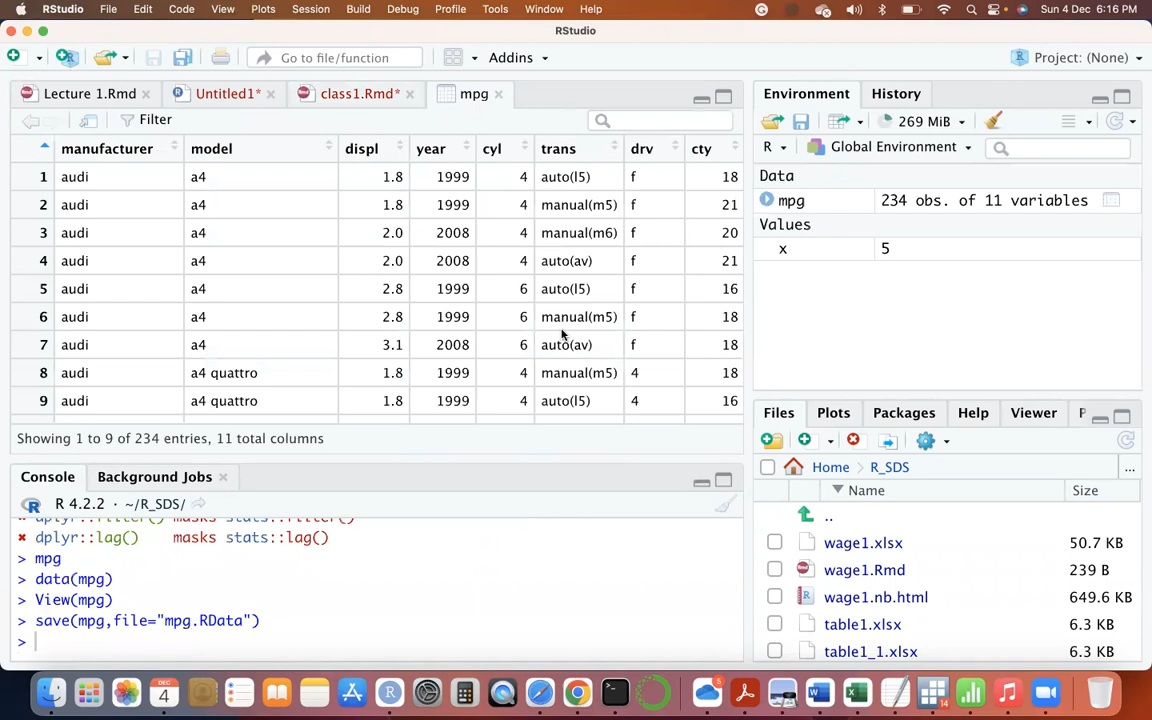 RStudio File Edit Code View Plots Session Build Debug Profile Tools Window Help Sun 4 Dec 6:16 PM
RStudio
Go to file/function Addins Project: (None)
Lecture 1.Rmd Untitled1* class1.Rmd* mpg
Filter
manufacturer model displ year cyl trans drv cty
1 audi a4 1.8 1999 4 auto(l5) f 18
2 audi a4 1.8 1999 4 manual(m5) f 21
3 audi a4 2.0 2008 4 manual(m6) f 20
4 audi a4 2.0 2008 4 auto(av) f 21
5 audi a4 2.8 1999 6 auto(l5) f 16
6 audi a4 2.8 1999 6 manual(m5) f 18
7 audi a4 3.1 2008 6 auto(av) f 18
8 audi a4 quattro 1.8 1999 4 manual(m5) 4 18
9 audi a4 quattro 1.8 1999 4 auto(l5) 4 16
Showing 1 to 9 of 234 entries, 11 total columns
Console Background Jobs
R 4.2.2 · ~/R_SDS/
✖ dplyr::filter() masks stats::filter()
✖ dplyr::lag() masks stats::lag()
> mpg
> data(mpg)
> View(mpg)
> save(mpg,file="mpg.RData")
>
Environment History
269 MiB
R Global Environment
Data
mpg 234 obs. of 11 variables
Values
x 5
Files Plots Packages Help Viewer P
Home R_SDS ...
Name Size
..
wage1.xlsx 50.7 KB
wage1.Rmd 239 B
wage1.nb.html 649.6 KB
table1.xlsx 6.3 KB
table1_1.xlsx 6.3 KB